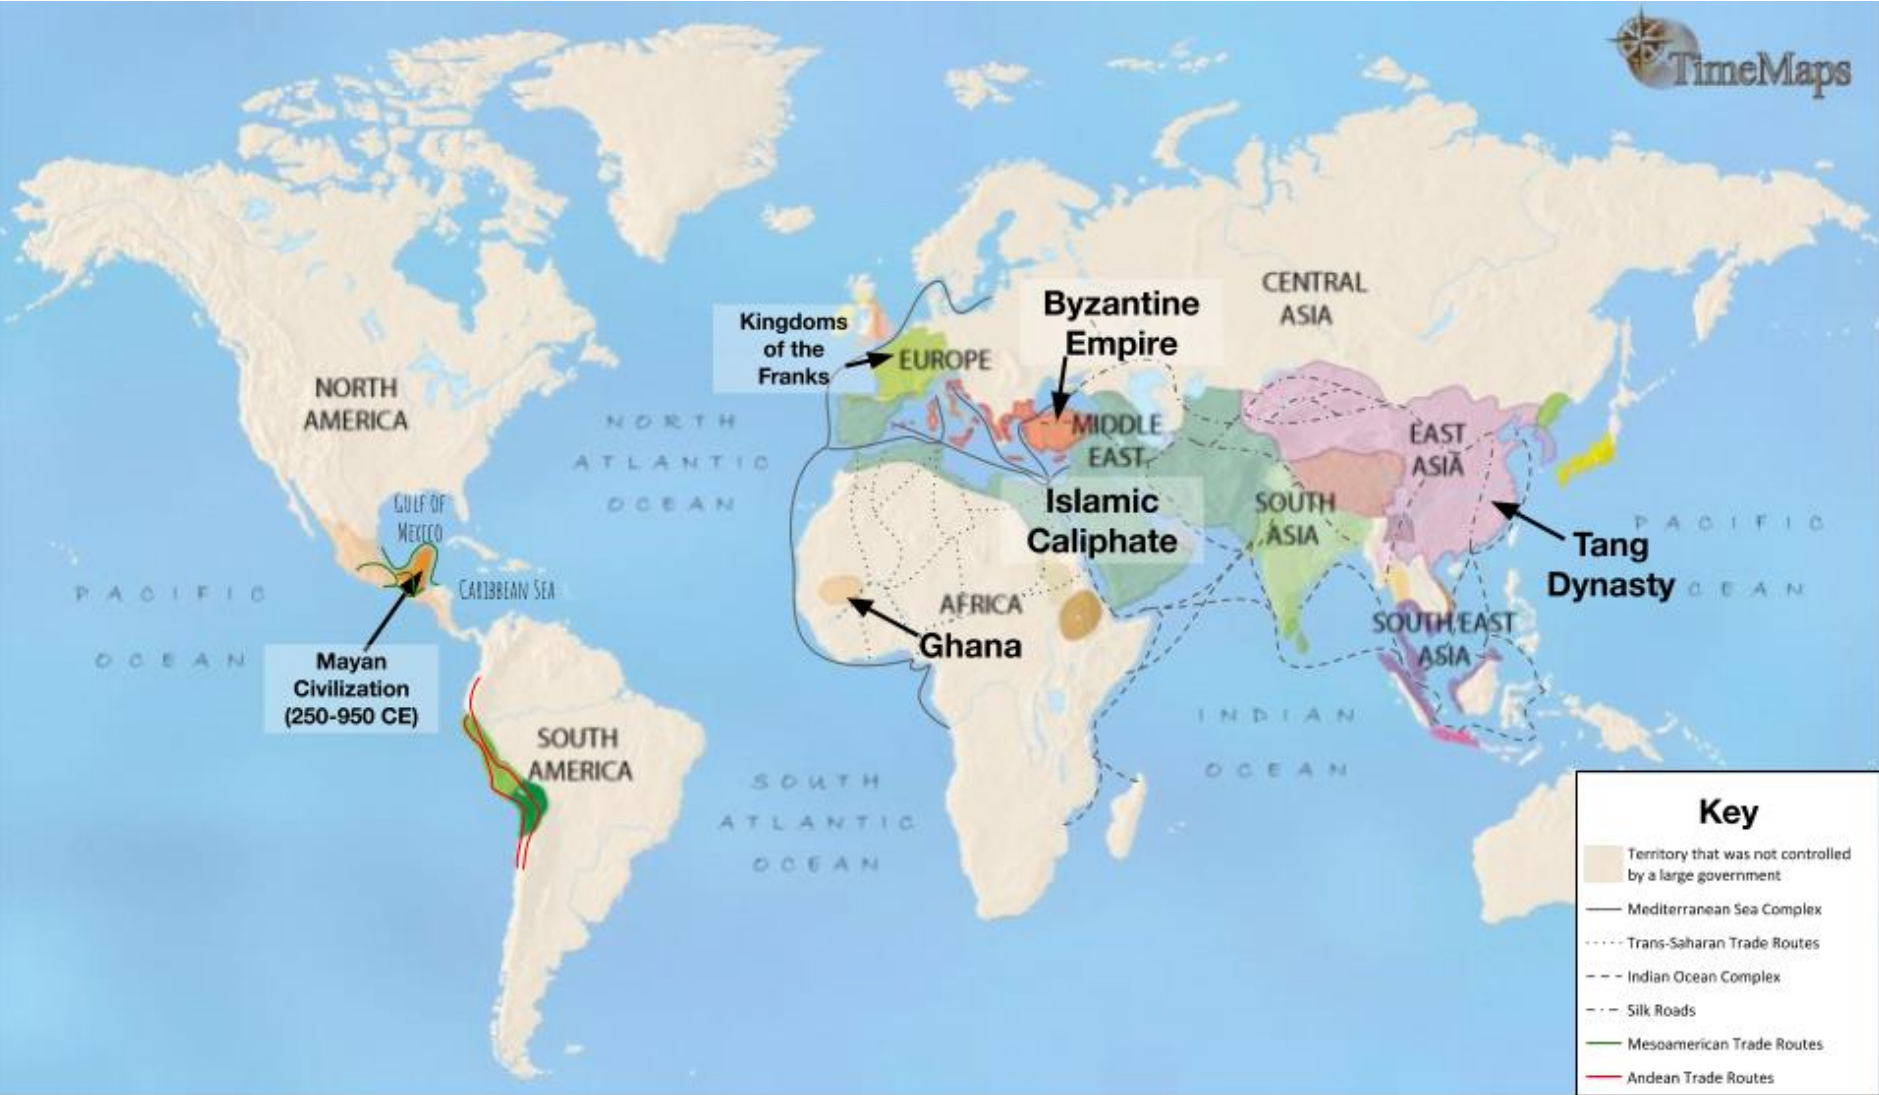 TimeMaps
CENTRAL
ASIA
Byzantine
Empire
Kingdoms
of the
Franks
EUROPE
NORTH
AMERICA
NORTH
ATLANTIC
OCEAN
MIDDLE
EAST
EAST
ASIA
GULF OF
MEXICO
Islamic
Caliphate
SOUTH
ASIA
PACIFIC
OCEAN
Tang
Dynasty
CARIBBEAN SEA
PACIFIC
OCEAN
AFRICA
Ghana
SOUTH EAST
ASIA
Mayan
Civilization
(250-950 CE)
INDIAN
OCEAN
SOUTH
AMERICA
SOUTH
ATLANTIC
OCEAN
Key
Territory that was not controlled
by a large government
Mediterranean Sea Complex
Trans-Saharan Trade Routes
Indian Ocean Complex
Silk Roads
Mesoamerican Trade Routes
Andean Trade Routes